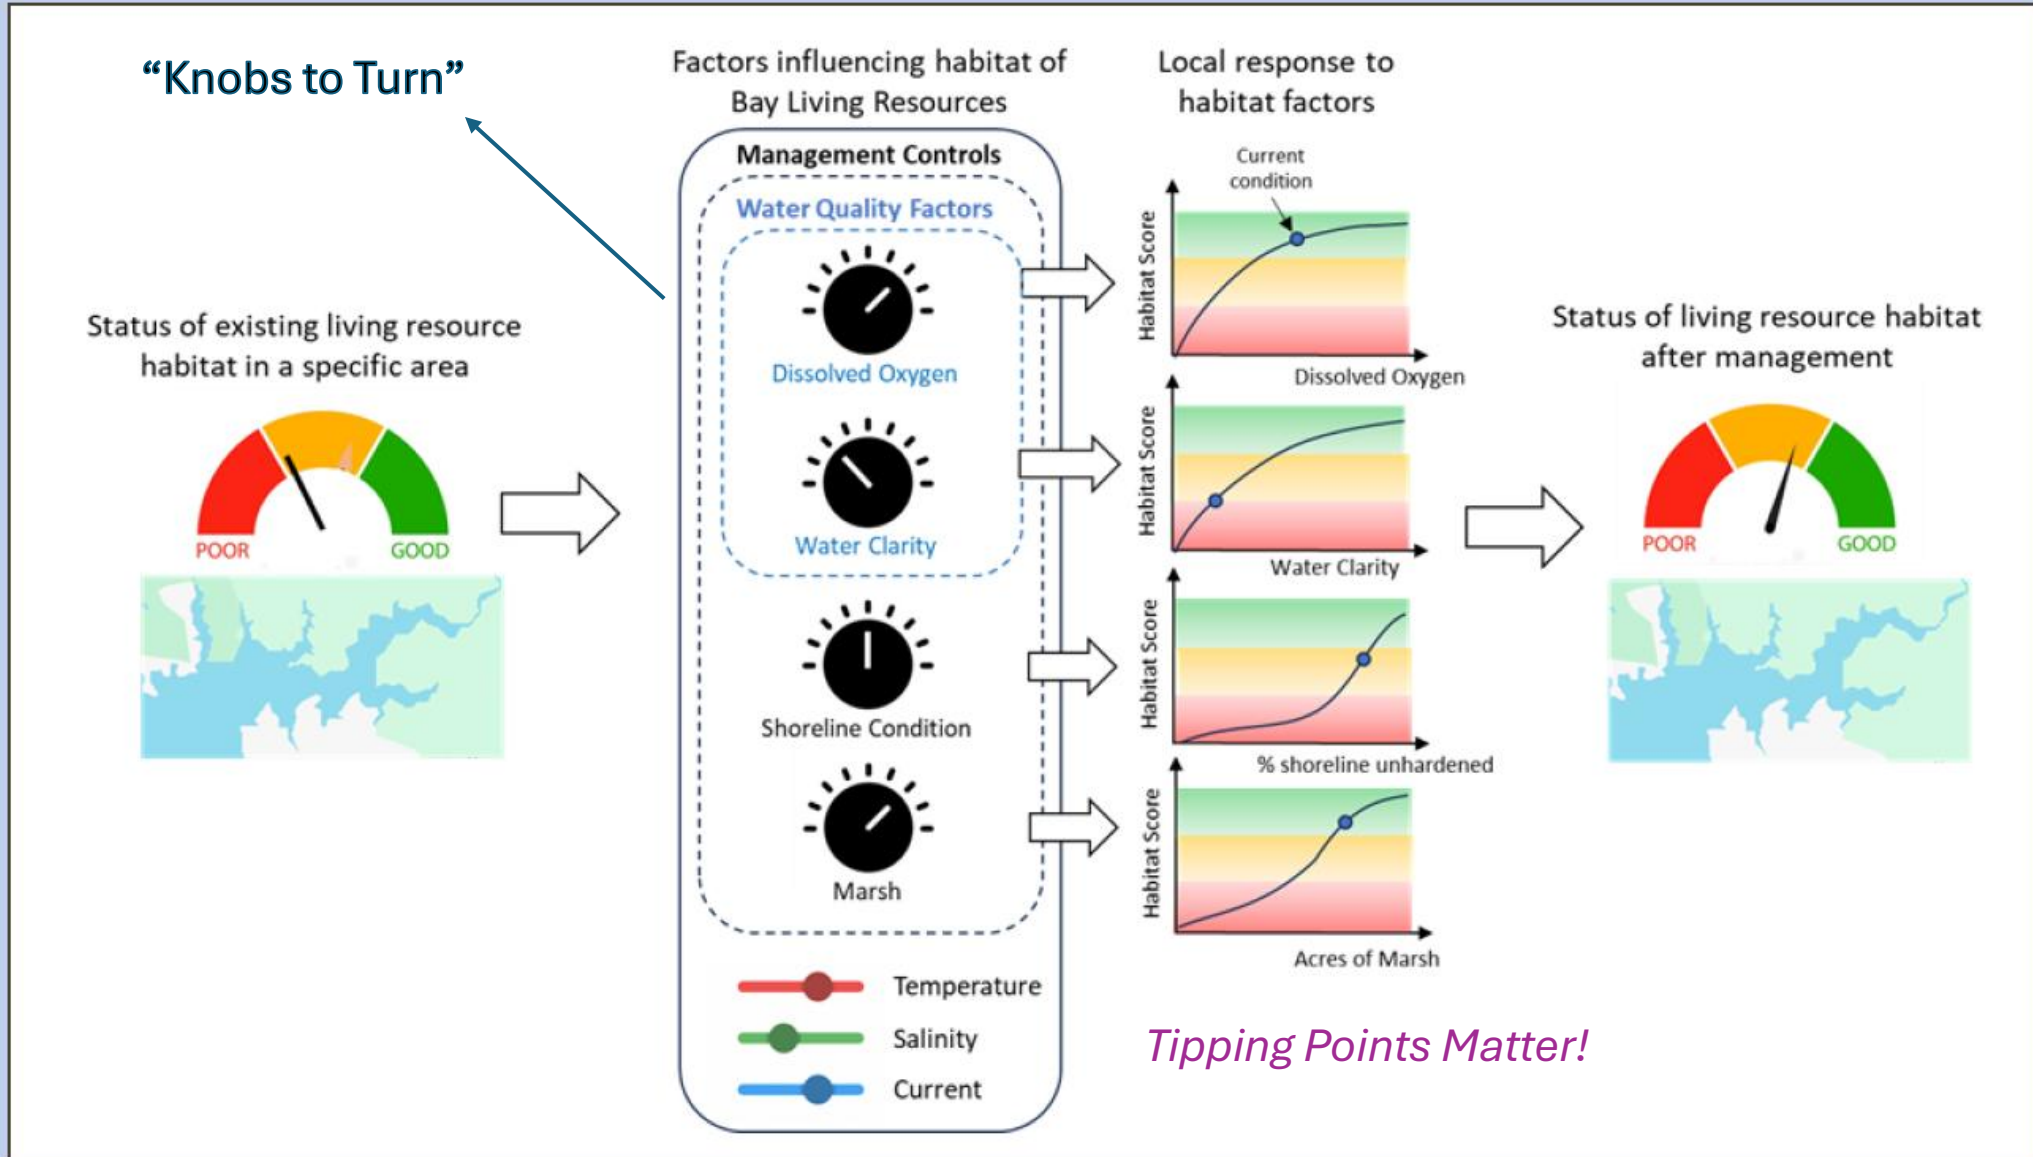 “Knobs to Turn”
Factors influencing habitat of
Bay Living Resources
Local response to
habitat factors
Management Controls
Water Quality Factors
Dissolved Oxygen
Water Clarity
Shoreline Condition
Marsh
Temperature
Salinity
Current
Status of existing living resource
habitat in a specific area
POOR
GOOD
Current
condition
Habitat Score
Dissolved Oxygen
Habitat Score
Water Clarity
Habitat Score
% shoreline unhardened
Habitat Score
Acres of Marsh
Tipping Points Matter!
Status of living resource habitat
after management
POOR
GOOD